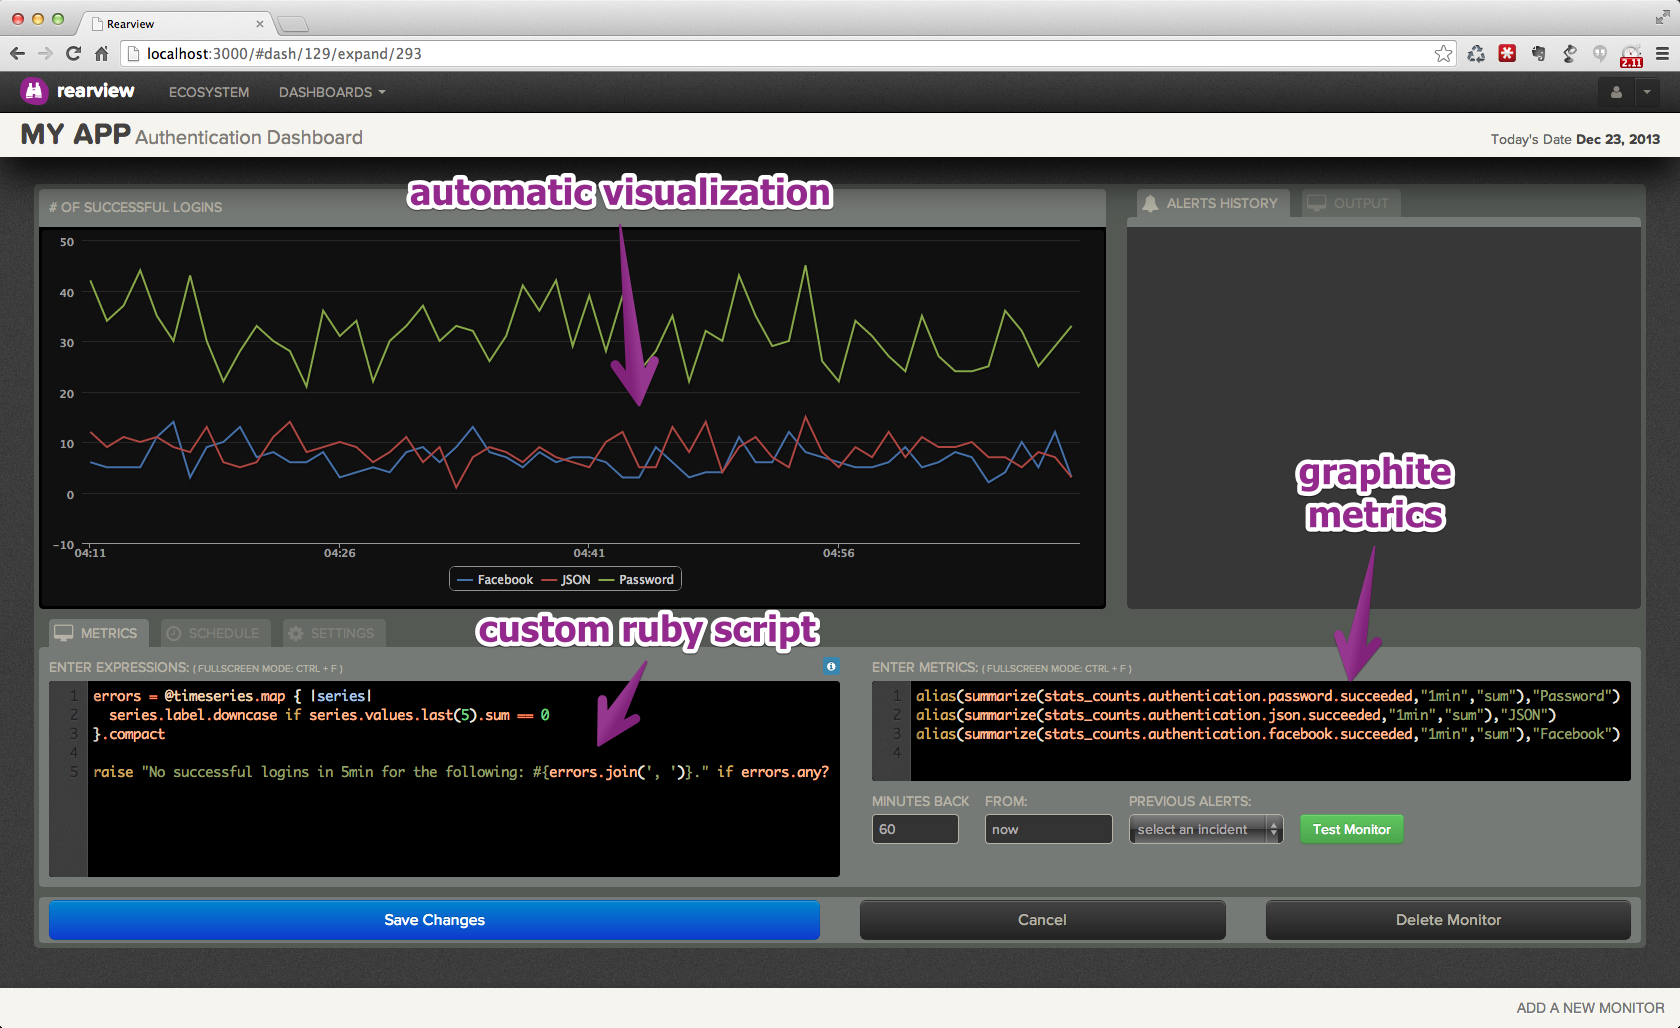 Rearview
localhost:3000/#dash/129/expand/293
2.11
rearview ECOSYSTEM DASHBOARDS
MY APP Authentication Dashboard
Today's Date Dec 23, 2013
# OF SUCCESSFUL LOGINS
automatic visualization
ALERTS HISTORY OUTPUT
50
40
30
20
10
0
-10
04:11 04:26 04:41 04:56
Facebook JSON Password
graphite
metrics
METRICS SCHEDULE SETTINGS
custom ruby script
ENTER EXPRESSIONS: ( FULLSCREEN MODE: CTRL + F )
1 errors = @timeseries.map { |series|
2 series.label.downcase if series.values.last(5).sum == 0
3 }.compact
4
5 raise "No successful logins in 5min for the following: #{errors.join(', ')}." if errors.any?
ENTER METRICS: ( FULLSCREEN MODE: CTRL + F )
1 alias(summarize(stats_counts.authentication.password.succeeded,"1min","sum"),"Password")
2 alias(summarize(stats_counts.authentication.json.succeeded,"1min","sum"),"JSON")
3 alias(summarize(stats_counts.authentication.facebook.succeeded,"1min","sum"),"Facebook")
4
MINUTES BACK FROM: PREVIOUS ALERTS:
60 now select an incident Test Monitor
Save Changes Cancel Delete Monitor
ADD A NEW MONITOR